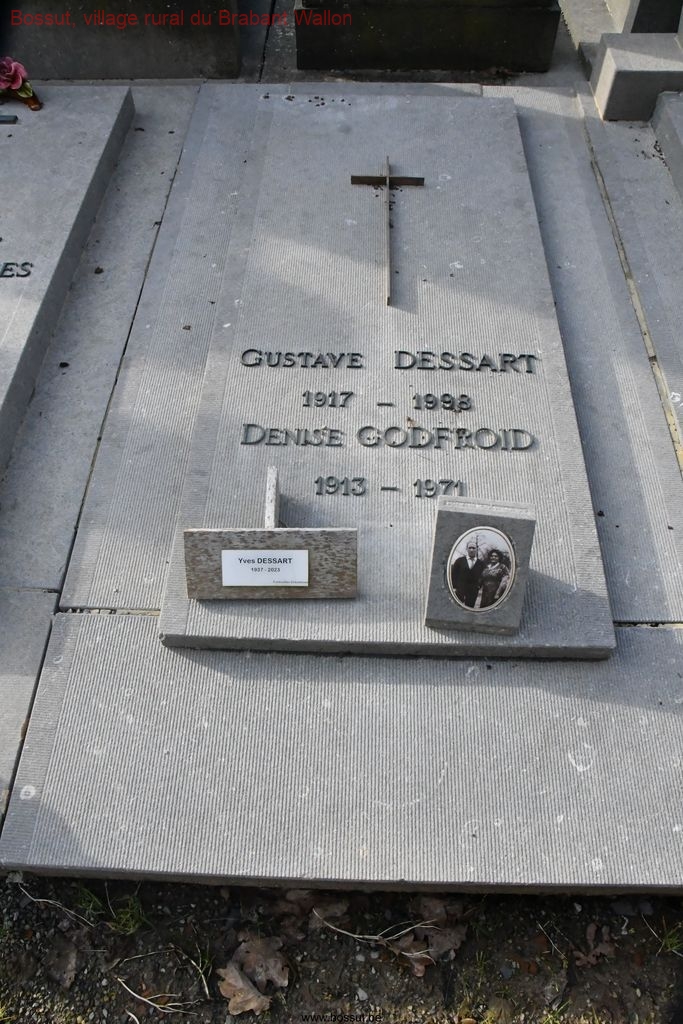 Bossut, village rural du Brabant Wallon
ES
GUSTAVE DESSART
1917 - 1998
DENISE GODFROID
1913 - 1971
Yves DESSART
1937 - 2023
www.bossut.be